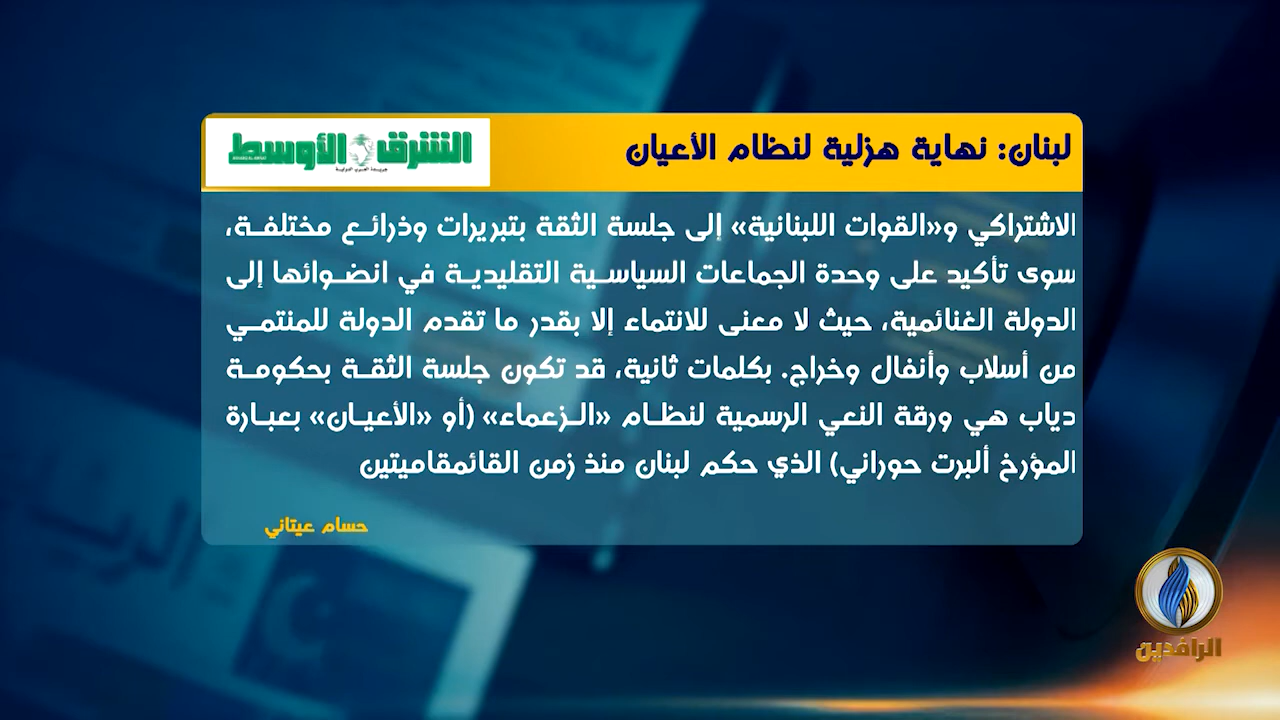 لبنان: نهاية هزلية لنظام الأعيان
الشرق الأوسط
الاشتراكي و«القوات اللبنانية» إلى جلسة الثقة بتبريرات وذرائع مختلفة،
سوى تأكيد على وحدة الجماعات السياسية التقليدية في انضوائها إلى
الدولة الغنائمية، حيث لا معنى للانتماء إلا بقدر ما تقدم الدولة للمنتمي
من أسلاب وأنفال وخراج. بكلمات ثانية، قد تكون جلسة الثقة بحكومة
دياب هي ورقة النعي الرسمية لنظام «الزعماء» (أو «الأعيان» بعبارة
المؤرخ ألبرت حوراني) الذي حكم لبنان منذ زمن القائمقاميتين
حسام عيتاني
الرافدين